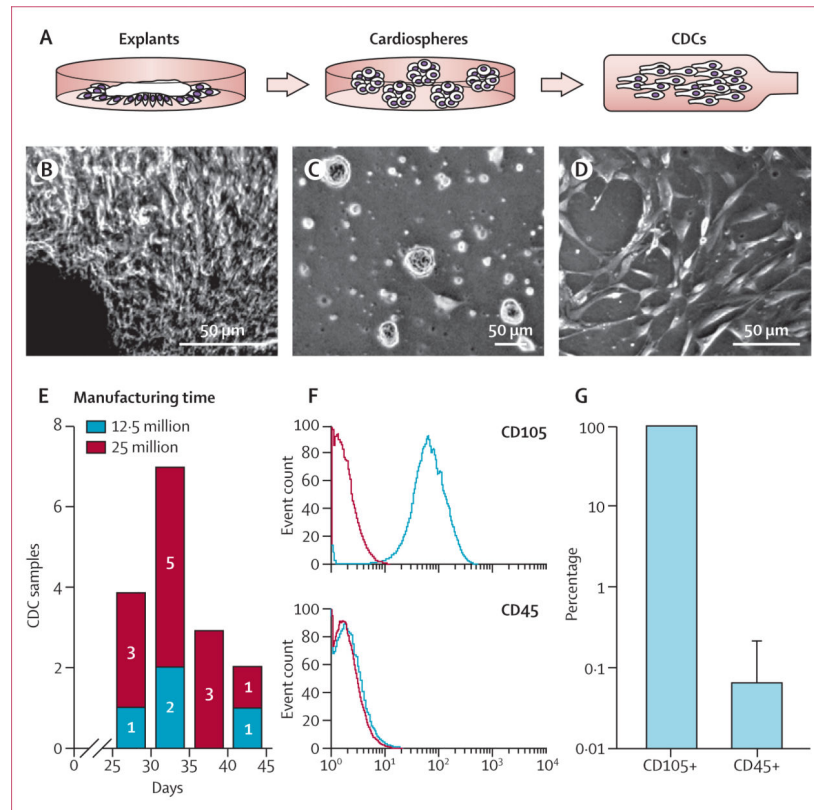 A
Explants
Cardiospheres
CDCs
B
50 μm
C
50 μm
D
50 μm
E Manufacturing time
12·5 million
25 million
CDC samples
8
6
4
2
0
3
1
5
2
3
1
1
0 25 30 35 40 45
Days
F
CD105
Event count
100
80
60
40
20
0
CD45
Event count
100
80
60
40
20
0
10⁰ 10¹ 10² 10³ 10⁴
G
Percentage
100
10
1
0·1
0·01
CD105+ CD45+